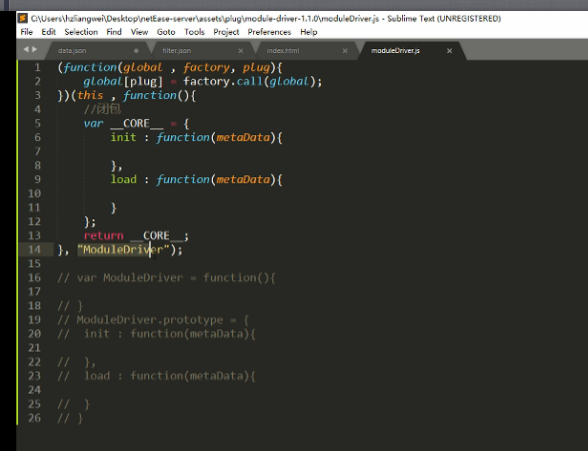 C:\Users\hzliangwei\Desktop\netEase-server\assets\plug\module-driver-1.1.0\moduleDriver.js - Sublime Text (UNREGISTERED)
File Edit Selection Find View Goto Tools Project Preferences Help
data.json filter.json index.html moduleDriver.js
1 (function(global , factory, plug){
2 global[plug] = factory.call(global);
3 })(this , function(){
4 //闭包
5 var __CORE__ = {
6 init : function(metaData){
7
8 },
9 load : function(metaData){
10
11 }
12 };
13 return __CORE__;
14 }, "ModuleDriver");
15
16 // var ModuleDriver = function(){
17
18 // }
19 // ModuleDriver.prototype = {
20 // init : function(metaData){
21
22 // },
23 // load : function(metaData){
24
25 // }
26 // }